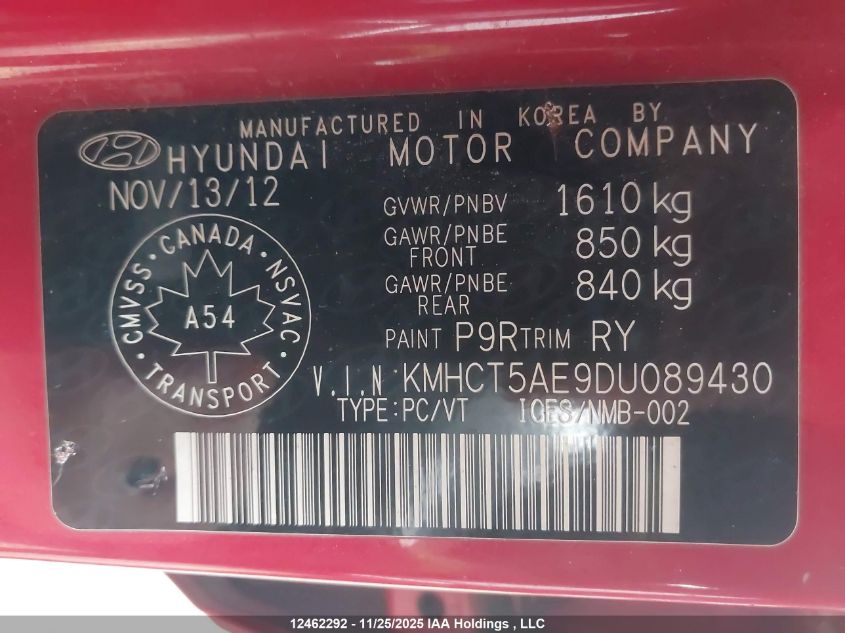 MANUFACTURED IN KOREA BY
HYUNDAI MOTOR COMPANY
NOV/13/12
GVWR/PNBV 1610 kg
GAWR/PNBE FRONT 850 kg
GAWR/PNBE REAR 840 kg
CMVSS · CANADA · NSVAC
A54
TRANSPORT
PAINT P9R TRIM RY
V.I.N KMHCT5AE9DU089430
TYPE:PC/VT ICES/NMB-002
12462292 - 11/25/2025 IAA Holdings , LLC